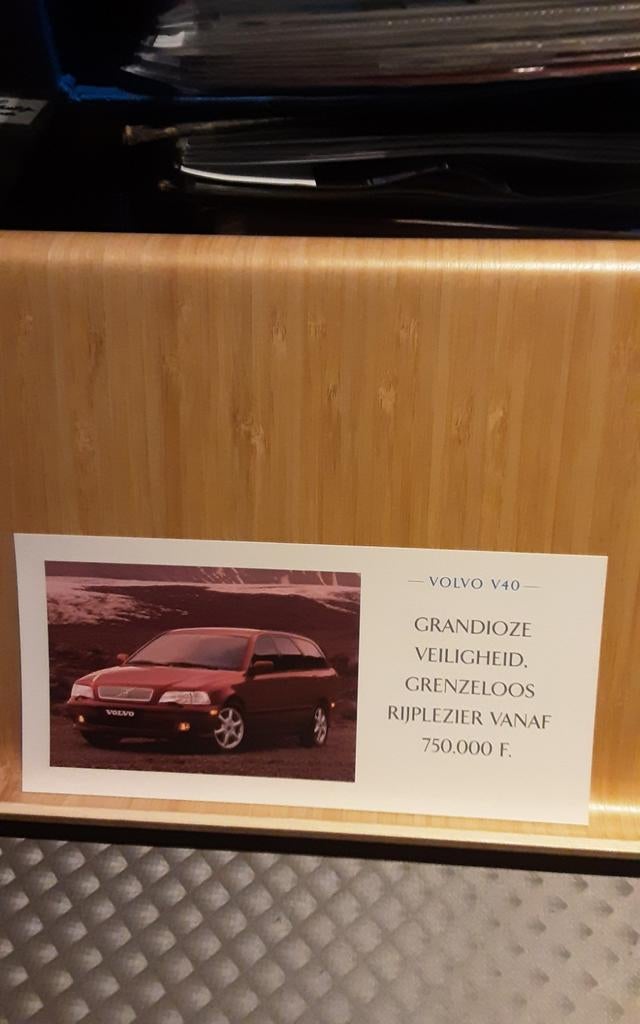 VOLVO V40
GRANDIOZE
VEILIGHEID,
GRENZELOOS
RIJPLEZIER VANAF
750.000 F.
VOLVO